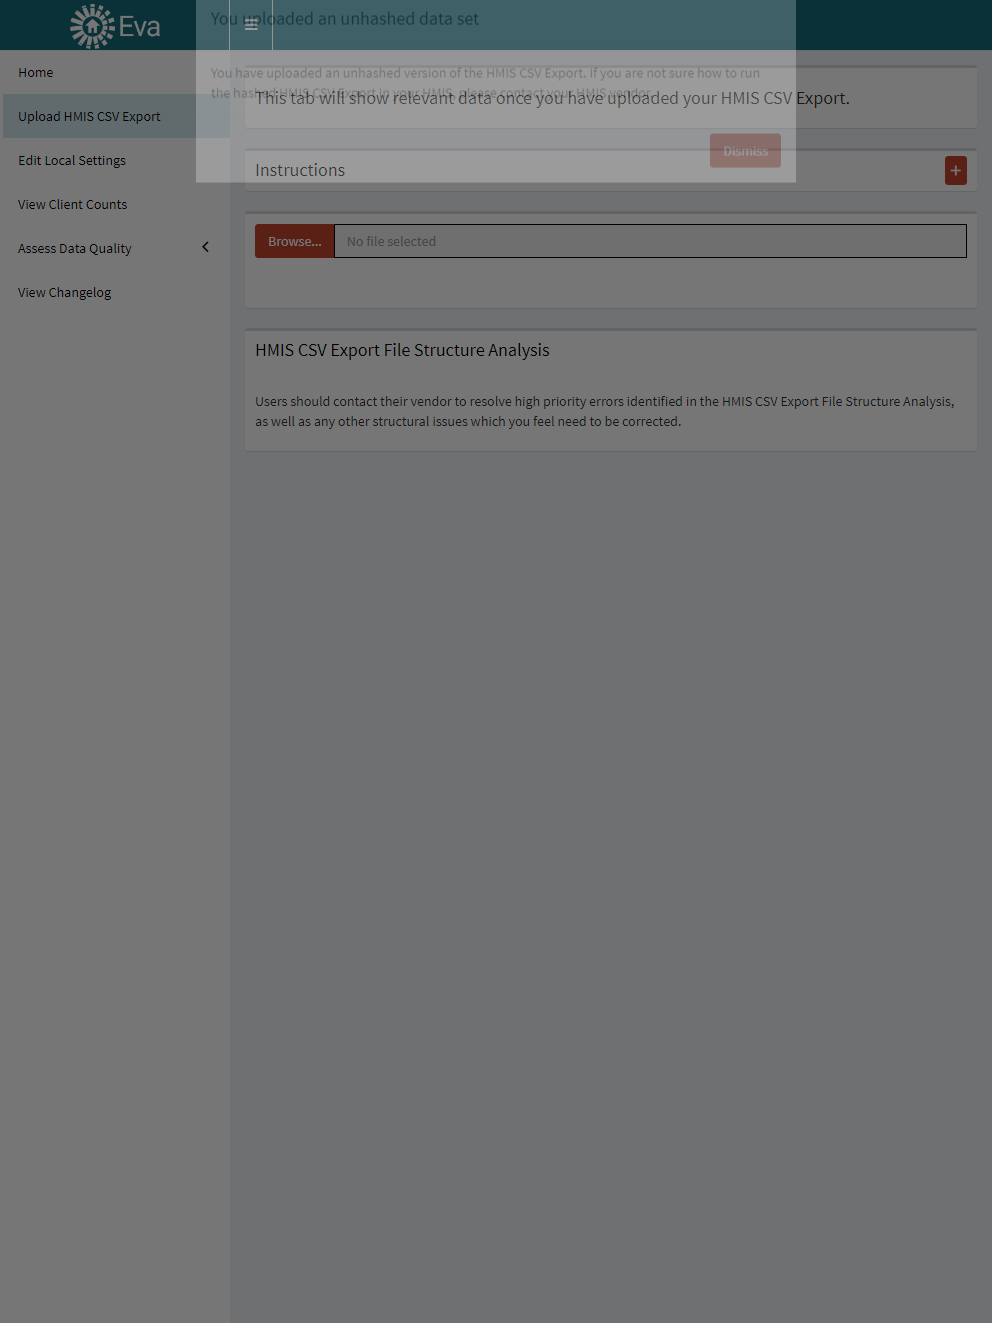 Eva
You uploaded an unhashed data set
Home
Upload HMIS CSV Export
Edit Local Settings
View Client Counts
Assess Data Quality
View Changelog
You have uploaded an unhashed version of the HMIS CSV Export. If you are not sure how to run
the hashed HMIS CSV Export in your HMIS, please contact your HMIS vendor.
This tab will show relevant data once you have uploaded your HMIS CSV Export.
Dismiss
Instructions
+
Browse...
No file selected
HMIS CSV Export File Structure Analysis
Users should contact their vendor to resolve high priority errors identified in the HMIS CSV Export File Structure Analysis,
as well as any other structural issues which you feel need to be corrected.